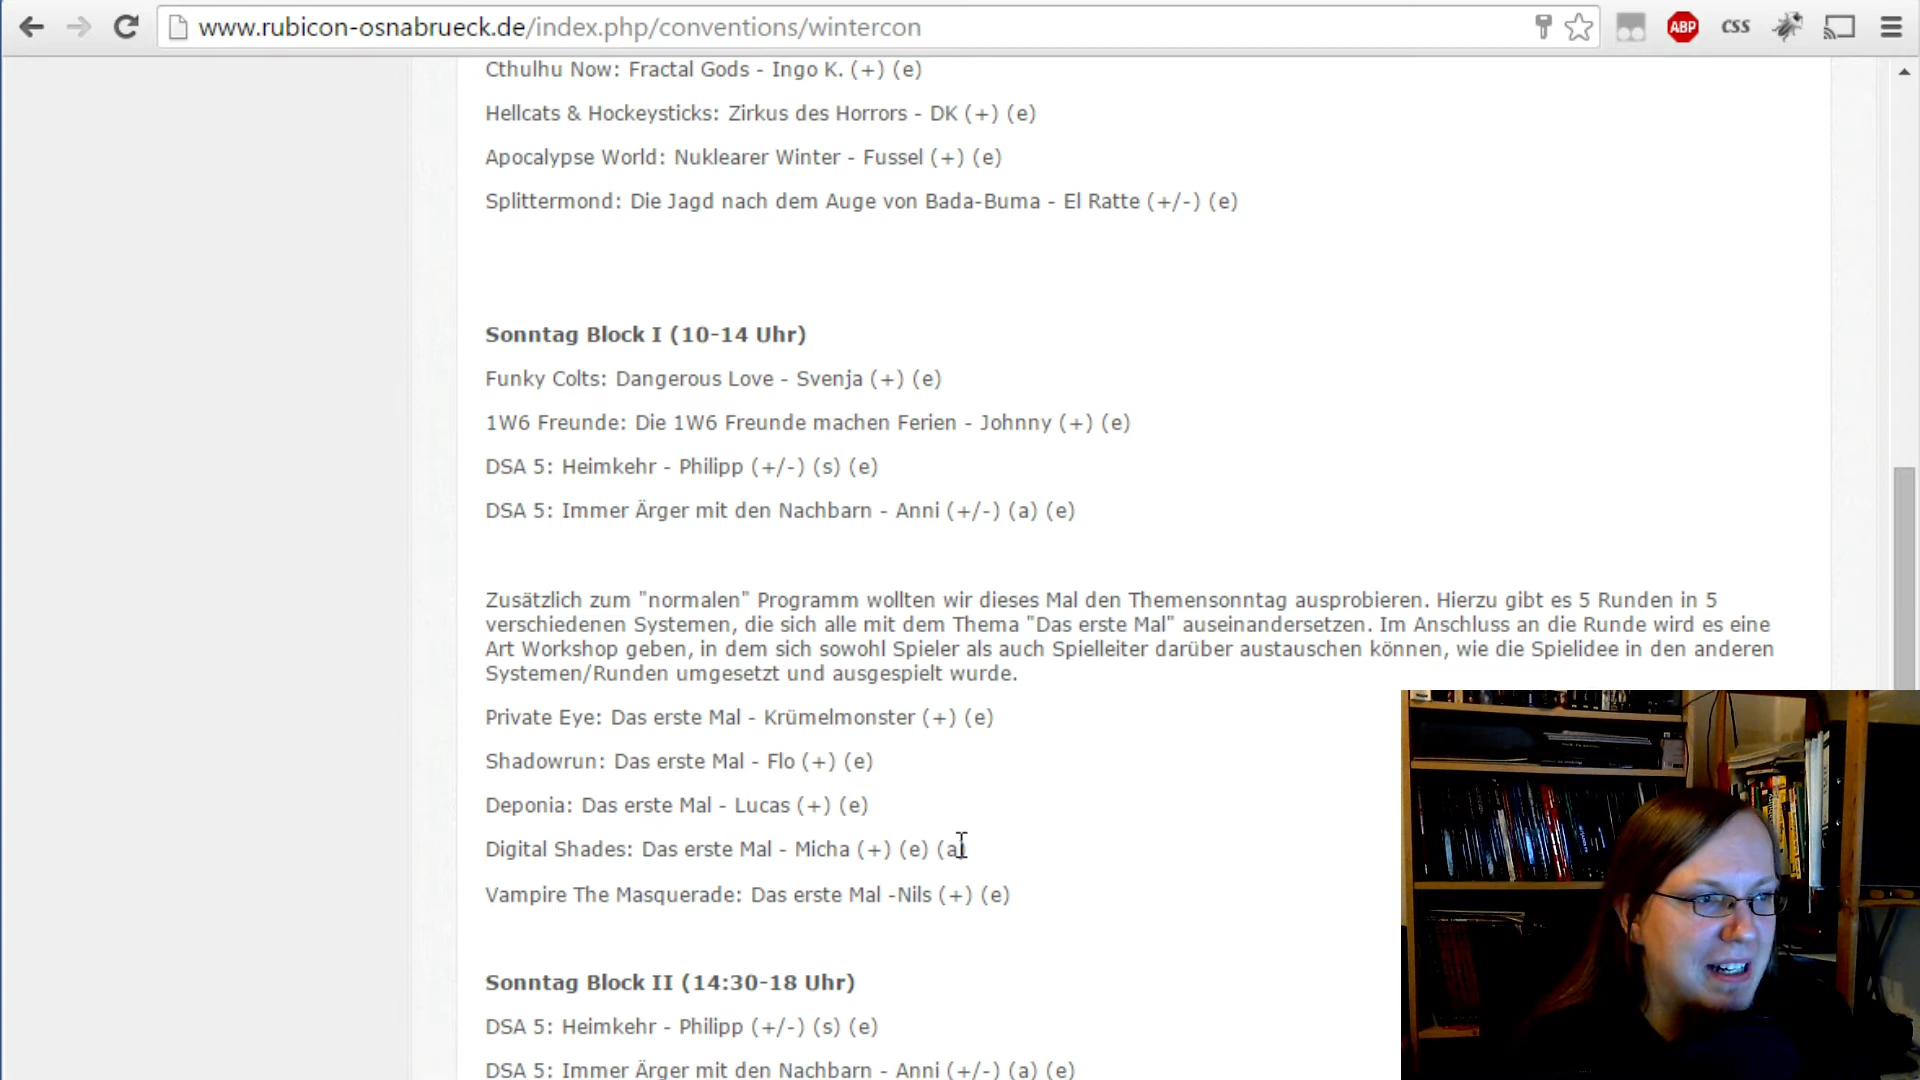 www.rubicon-osnabrueck.de/index.php/conventions/wintercon
ABP
CSS
Cthulhu Now: Fractal Gods - Ingo K. (+) (e)
Hellcats & Hockeysticks: Zirkus des Horrors - DK (+) (e)
Apocalypse World: Nuklearer Winter - Fussel (+) (e)
Splittermond: Die Jagd nach dem Auge von Bada-Buma - El Ratte (+/-) (e)
Sonntag Block I (10-14 Uhr)
Funky Colts: Dangerous Love - Svenja (+) (e)
1W6 Freunde: Die 1W6 Freunde machen Ferien - Johnny (+) (e)
DSA 5: Heimkehr - Philipp (+/-) (s) (e)
DSA 5: Immer Ärger mit den Nachbarn - Anni (+/-) (a) (e)
Zusätzlich zum "normalen" Programm wollten wir dieses Mal den Themensonntag ausprobieren. Hierzu gibt es 5 Runden in 5
verschiedenen Systemen, die sich alle mit dem Thema "Das erste Mal" auseinandersetzen. Im Anschluss an die Runde wird es eine
Art Workshop geben, in dem sich sowohl Spieler als auch Spielleiter darüber austauschen können, wie die Spielidee in den anderen
Systemen/Runden umgesetzt und ausgespielt wurde.
Private Eye: Das erste Mal - Krümelmonster (+) (e)
Shadowrun: Das erste Mal - Flo (+) (e)
Deponia: Das erste Mal - Lucas (+) (e)
Digital Shades: Das erste Mal - Micha (+) (e) (a)
Vampire The Masquerade: Das erste Mal -Nils (+) (e)
Sonntag Block II (14:30-18 Uhr)
DSA 5: Heimkehr - Philipp (+/-) (s) (e)
DSA 5: Immer Ärger mit den Nachbarn - Anni (+/-) (a) (e)